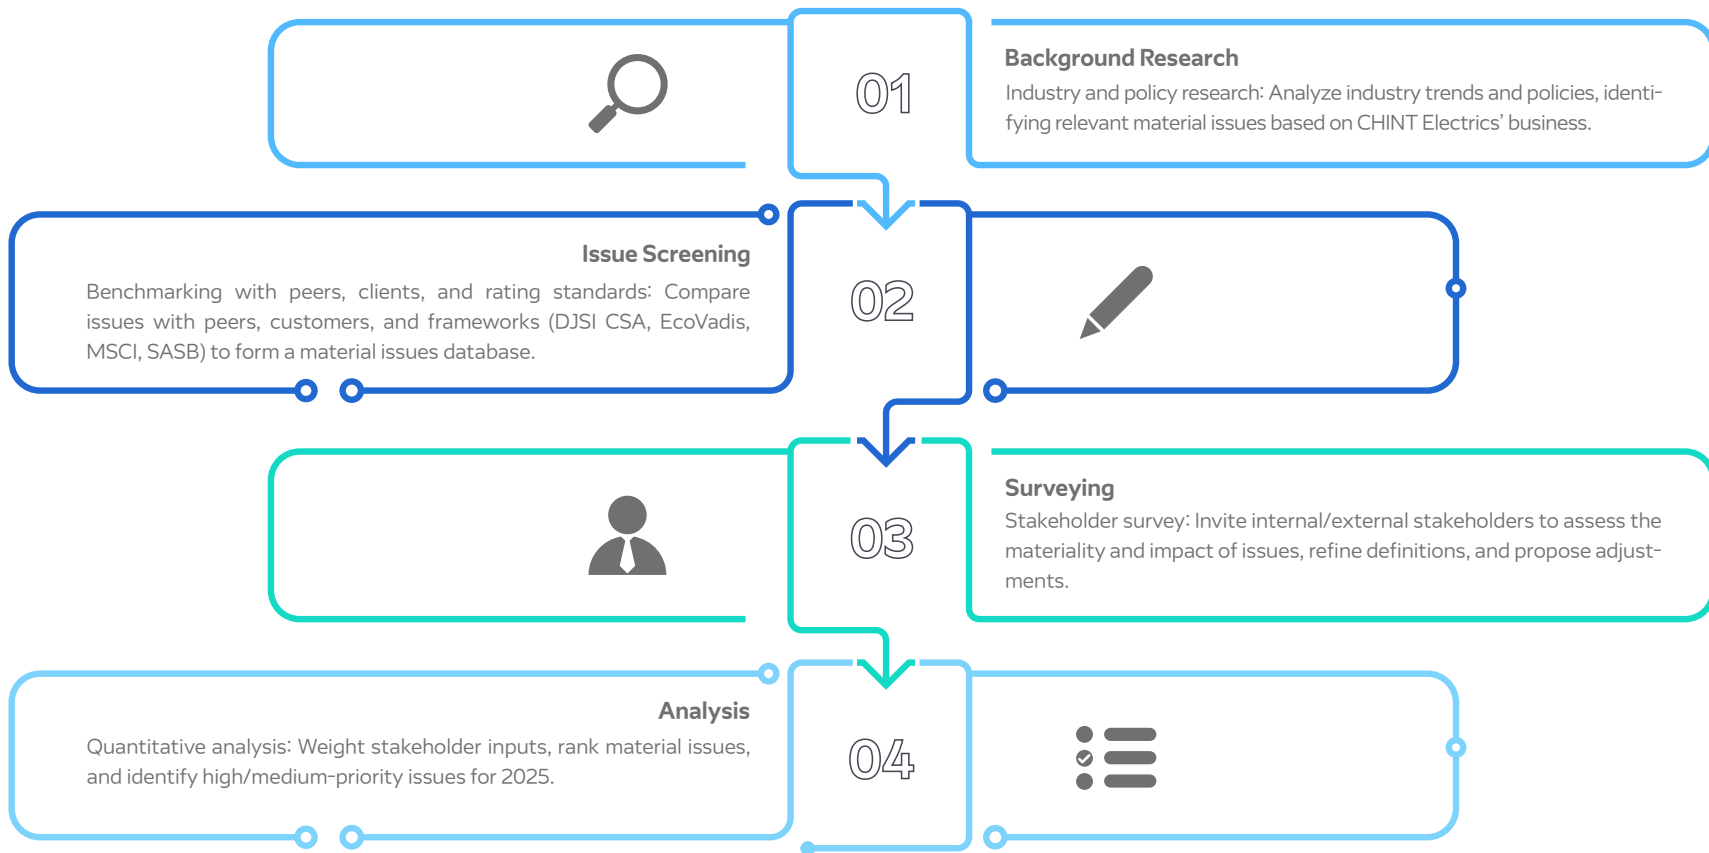 01
Background Research
Industry and policy research: Analyze industry trends and policies, identi-
fying relevant material issues based on CHINT Electrics’ business.
Issue Screening
Benchmarking with peers, clients, and rating standards: Compare
issues with peers, customers, and frameworks (DJSI CSA, EcoVadis,
MSCI, SASB) to form a material issues database.
02
03
Surveying
Stakeholder survey: Invite internal/external stakeholders to assess the
materiality and impact of issues, refine definitions, and propose adjust-
ments.
Analysis
Quantitative analysis: Weight stakeholder inputs, rank material issues,
and identify high/medium-priority issues for 2025.
04